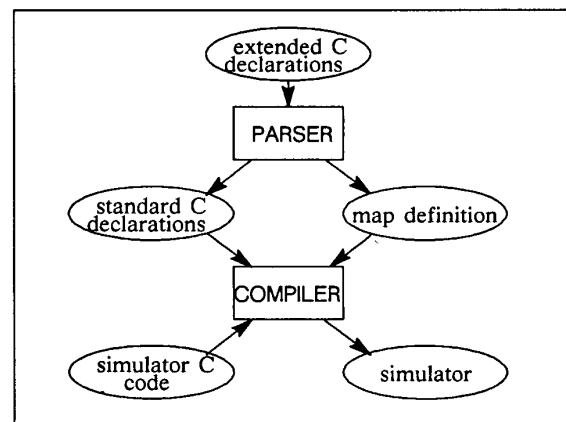 extended C
declarations
PARSER
standard C
declarations
map definition
COMPILER
simulator C
code
simulator